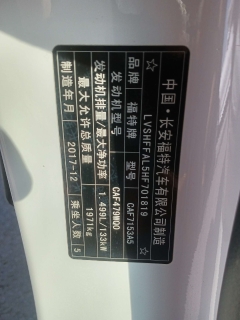 中国·长安福特汽车有限公司制造
☆LVSHFFAL5HF701819☆
品牌 福特牌 型号 CAF7153A5
发动机型号 CAF479WQ0
发动机排量/最大净功率 1.499L/133kW
最大允许总质量 1971kg
制造年月 2017-12 乘坐人数 5